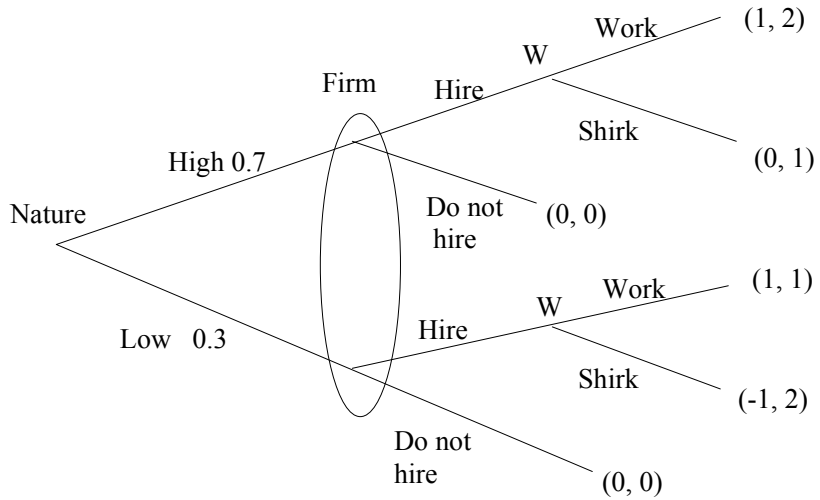 Work
(1, 2)
W
Firm
Hire
Shirk
(0, 1)
High 0.7
Nature
Do not
hire
(0, 0)
Work
(1, 1)
W
Hire
Low 0.3
Shirk
(-1, 2)
Do not
hire
(0, 0)